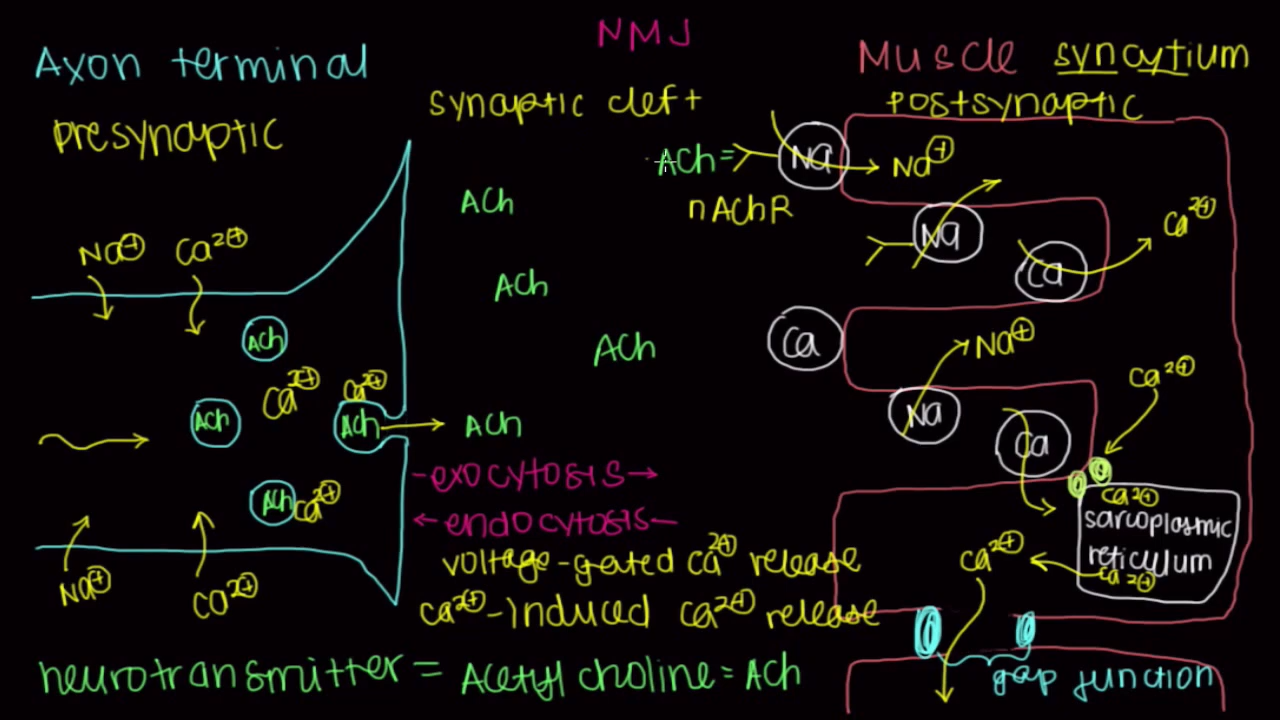 NMJ
Axon terminal
presynaptic
synaptic cleft
Muscle syncytium
postsynaptic
ACh=
nAChR
Na
Na+
Na
Ca
Ca2+
ACh
ACh
ACh
Na+
Ca2+
ACh
Ca2+
Ca2+
ACh
ACh
ACh
ACh
Ca2+
Na+
Ca2+
Ca
Na+
Ca2+
Na
Ca
Ca2+
sarcoplasmic
reticulum
Ca2+
Ca2+
-exocytosis→
←endocytosis-
voltage-gated Ca2+ release
Ca2+-induced Ca2+ release
gap junction
neurotransmitter = Acetyl choline = ACh